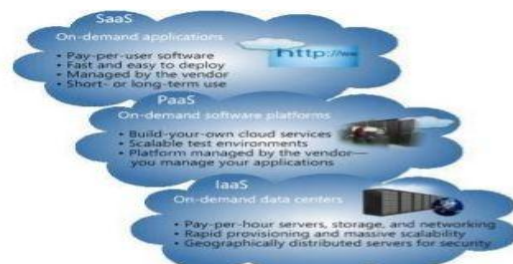 SaaS
On-demand applications
http://w
• Pay-per-user software
• Fast and easy to deploy
• Managed by the vendor
• Short- or long-term use
PaaS
On-demand software platforms
• Build-your-own cloud services
• Scalable test environments
• Platform managed by the vendor—
you manage your applications
IaaS
On-demand data centers
• Pay-per-hour servers, storage, and networking
• Rapid provisioning and massive scalability
• Geographically distributed servers for security